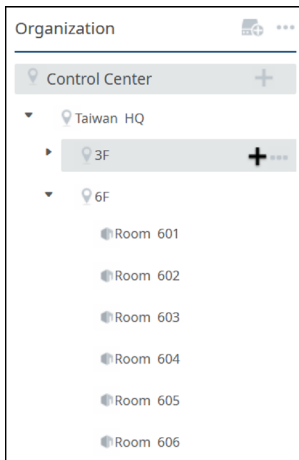 Organization
Control Center
Taiwan HQ
3F
6F
Room 601
Room 602
Room 603
Room 604
Room 605
Room 606